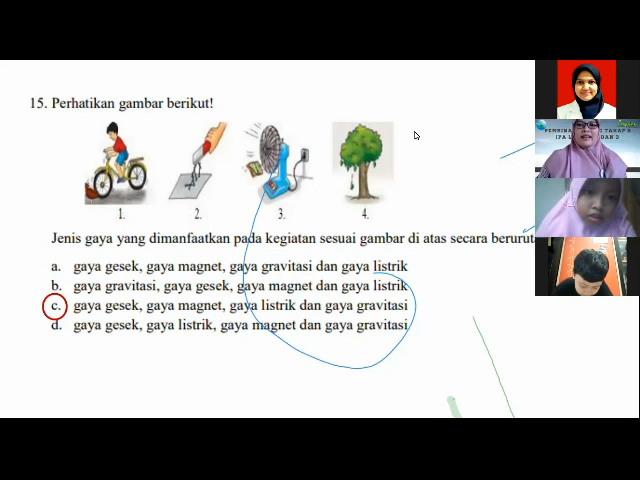 15. Perhatikan gambar berikut!
1. 2. 3. 4.
Jenis gaya yang dimanfaatkan pada kegiatan sesuai gambar di atas secara berurut
a. gaya gesek, gaya magnet, gaya gravitasi dan gaya listrik
b. gaya gravitasi, gaya gesek, gaya magnet dan gaya listrik
c. gaya gesek, gaya magnet, gaya listrik dan gaya gravitasi
d. gaya gesek, gaya listrik, gaya magnet dan gaya gravitasi